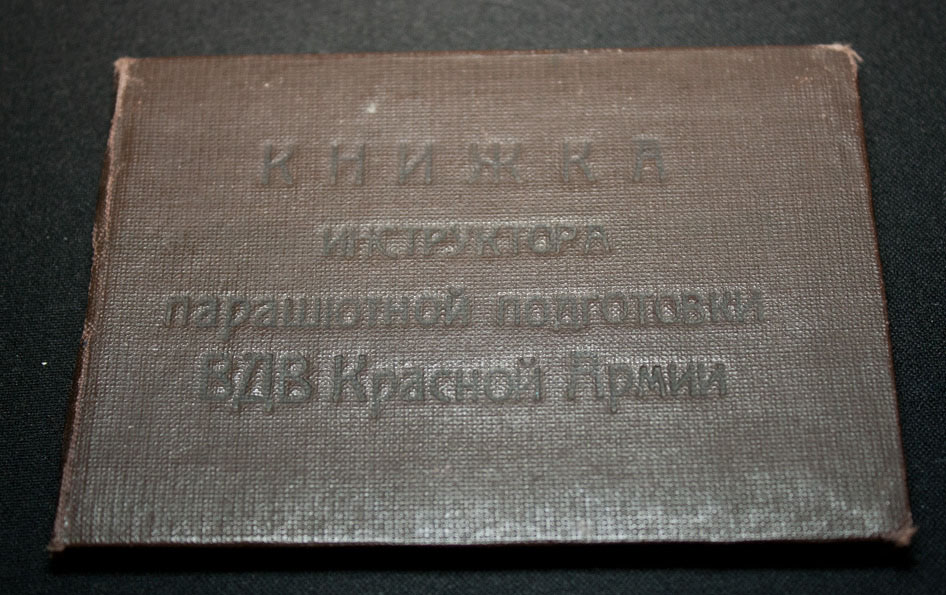 КНИЖКА
ИНСТРУКТОРА
парашютной подготовки
ВДВ Красной Армии